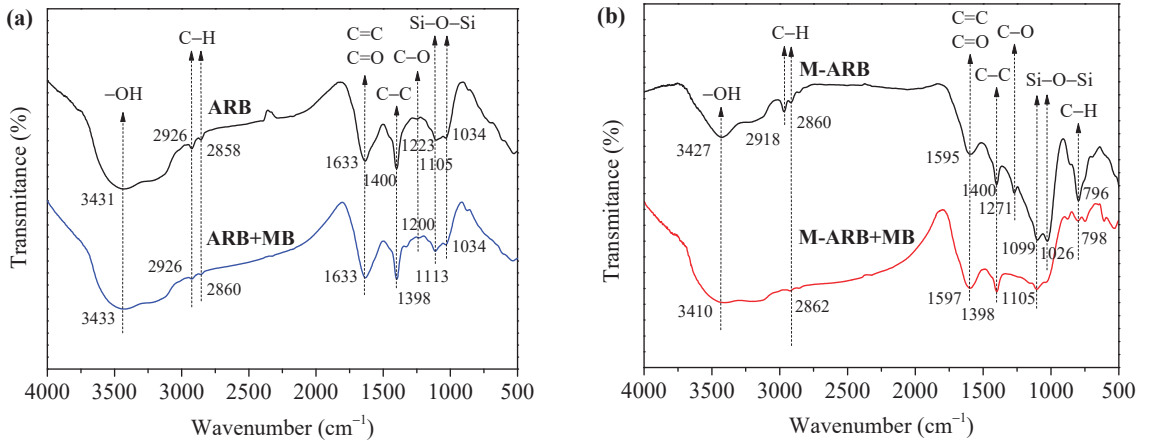 (a)
Si–O–Si
C–H
C=C
C=O
C–O
–OH
ARB
C–C
2926
2858
1223
1034
1633
1105
1400
3431
ARB+MB
1200
2926
1034
2860
1633
1113
1398
3433
Transmitance (%)
4000 3500 3000 2500 2000 1500 1000 500
Wavenumber (cm⁻¹)
(b)
C=C
C–O
C–H
C=O
M-ARB
C–C
Si–O–Si
–OH
C–H
2918
2860
3427
1595
1400
1271
796
1099
1026
M-ARB+MB
798
3410
2862
1597
1105
1398
Transmitance (%)
4000 3500 3000 2500 2000 1500 1000 500
Wavenumber (cm⁻¹)